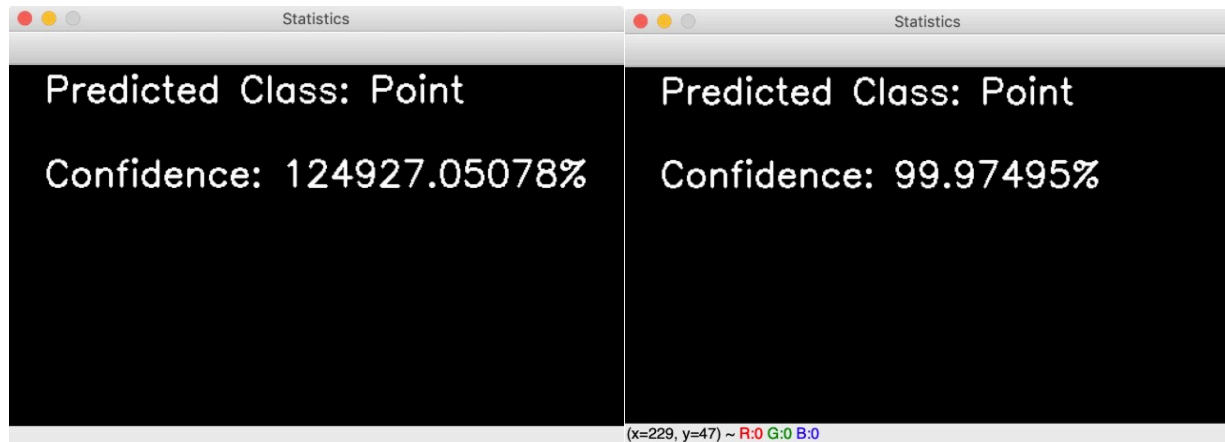 Statistics
Predicted Class: Point
Confidence: 124927.05078%
Statistics
Predicted Class: Point
Confidence: 99.97495%
(x=229, y=47) ~ R:0 G:0 B:0